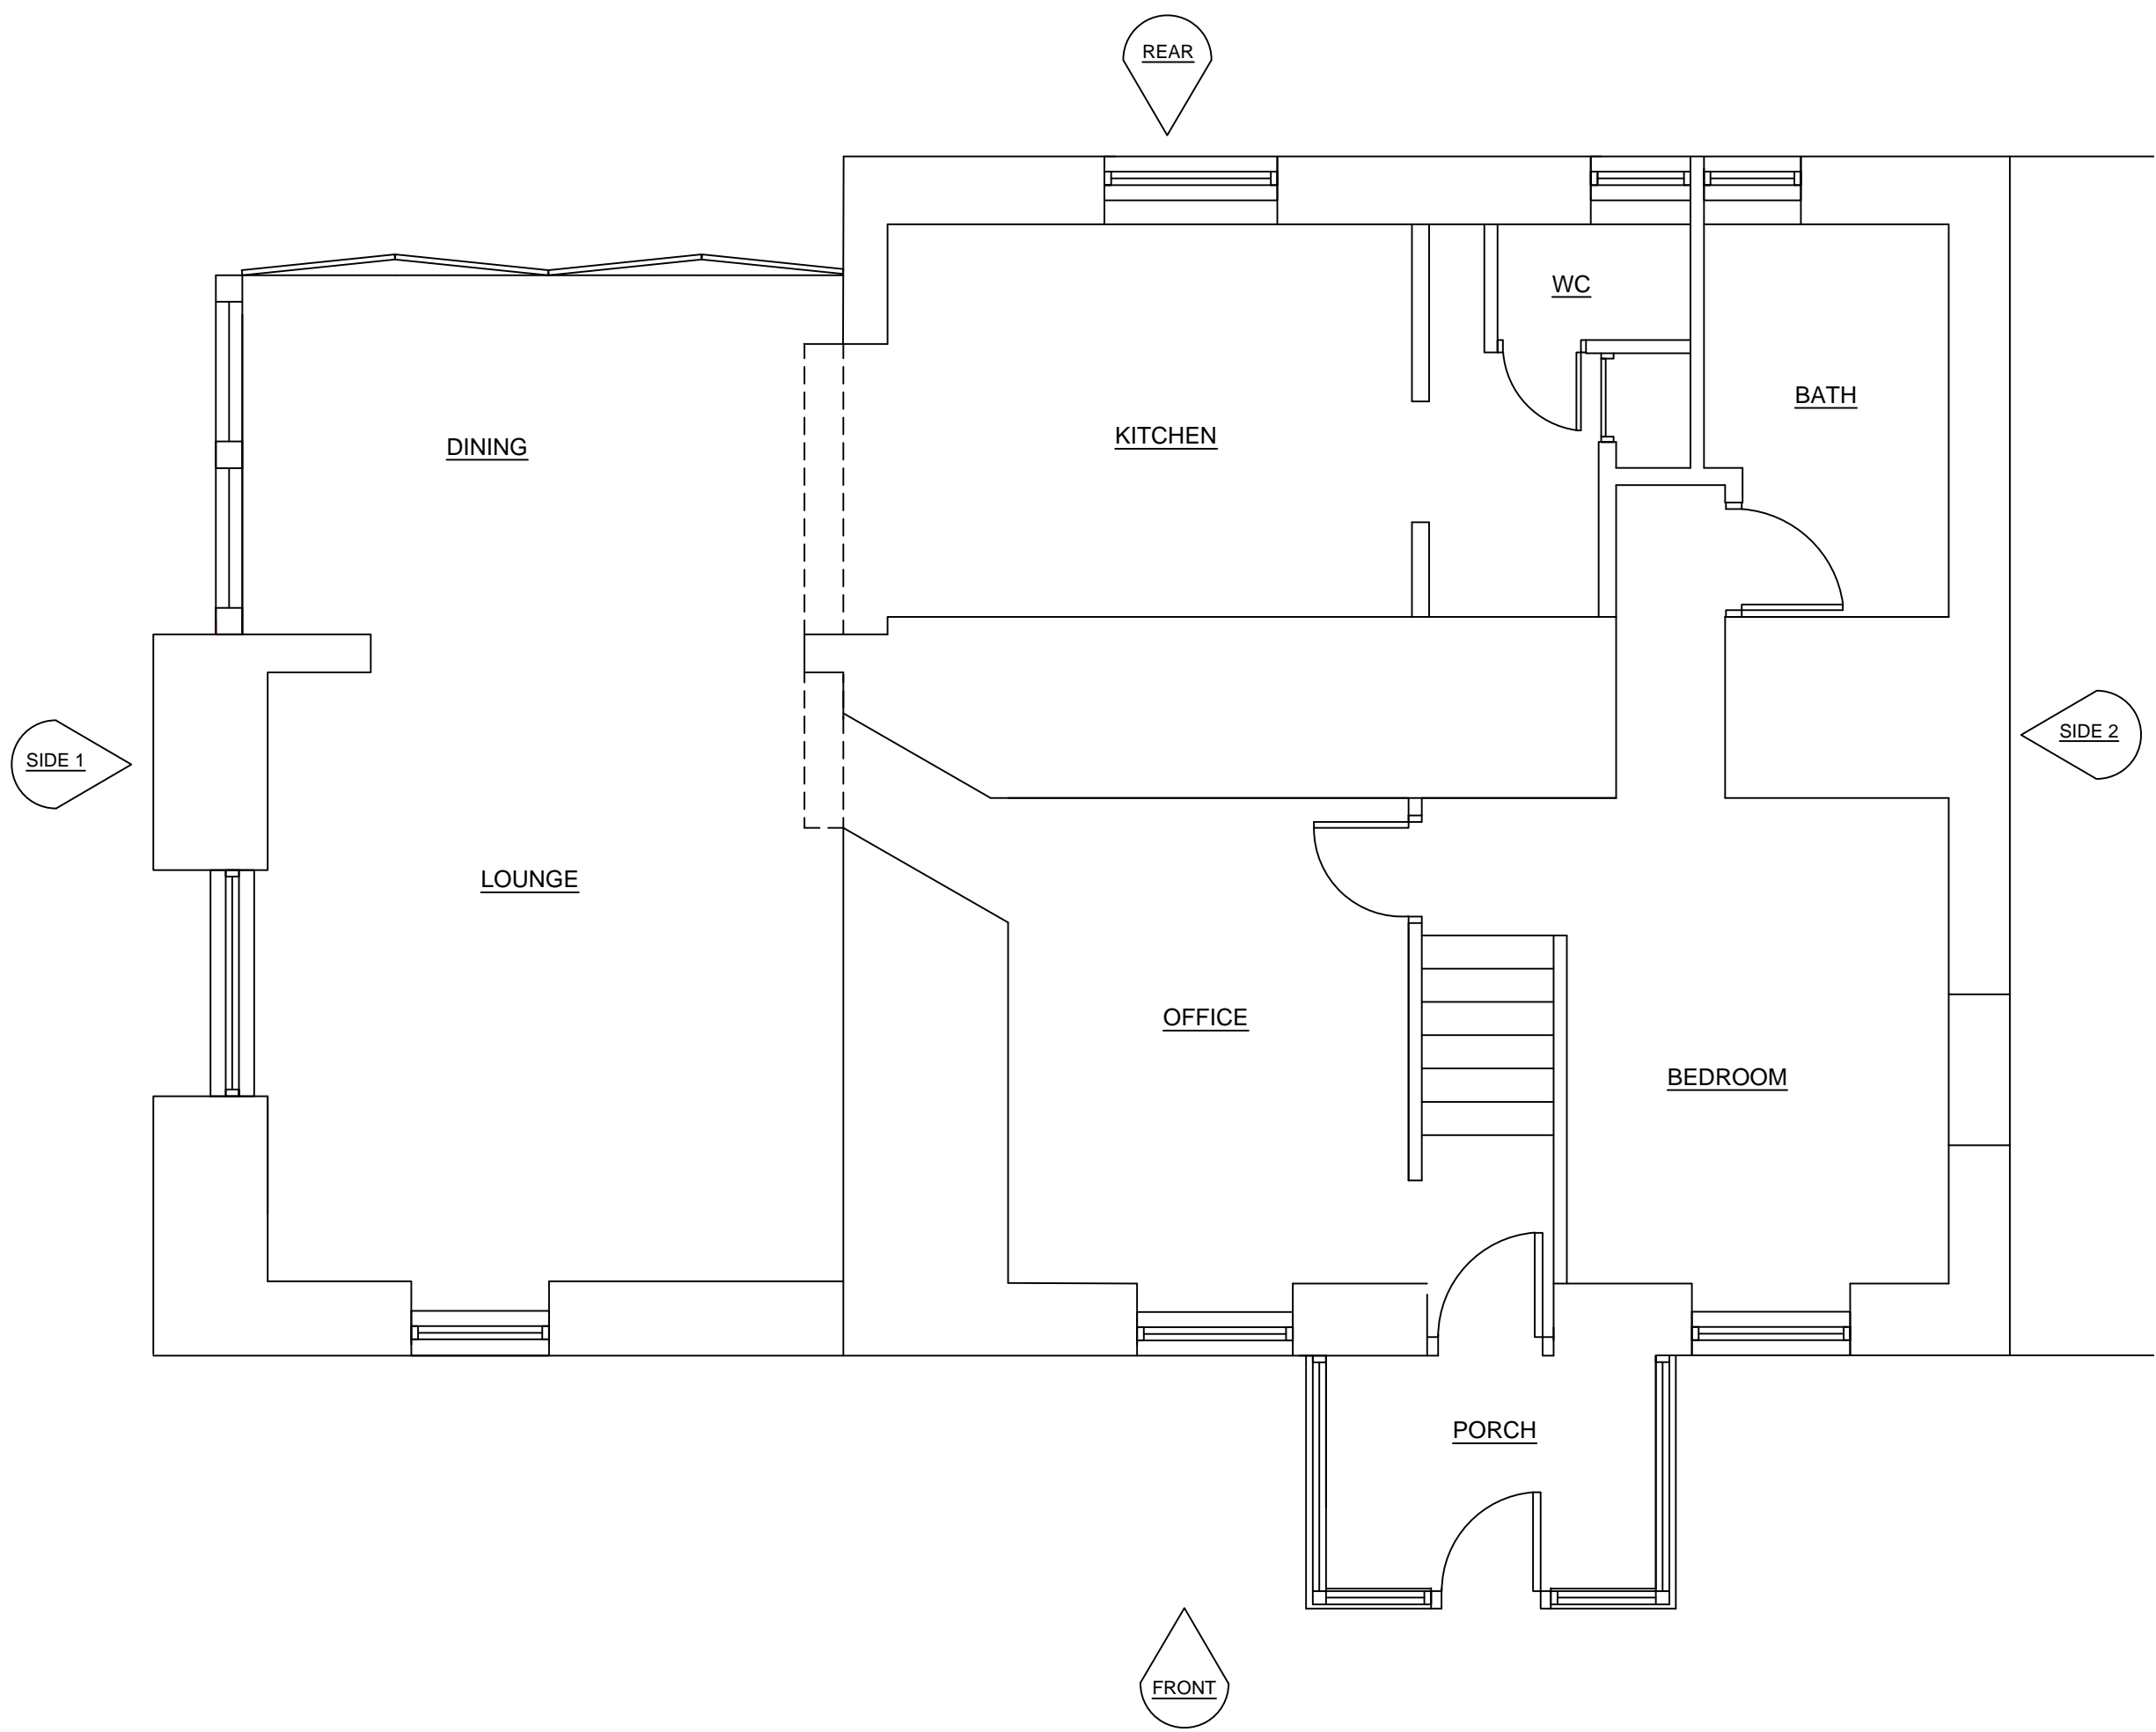 REAR
WC
BATH
KITCHEN
DINING
SIDE 2
SIDE 1
LOUNGE
OFFICE
BEDROOM
PORCH
FRONT